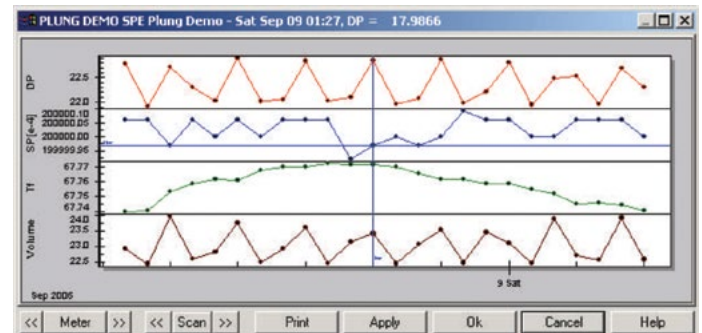 PLUNG DEMO SPE Plung Demo - Sat Sep 09 01:27, DP = 17.9866
DP
22.5
22.0
SP[e-4]
200000.10
200000.05
200000.00
199999.95
Tf
67.77
67.76
67.75
67.74
Volume
24.0
23.5
23.0
22.5
9 Sat
Sep 2006
<< Meter >> << Scan >> Print Apply Ok Cancel Help